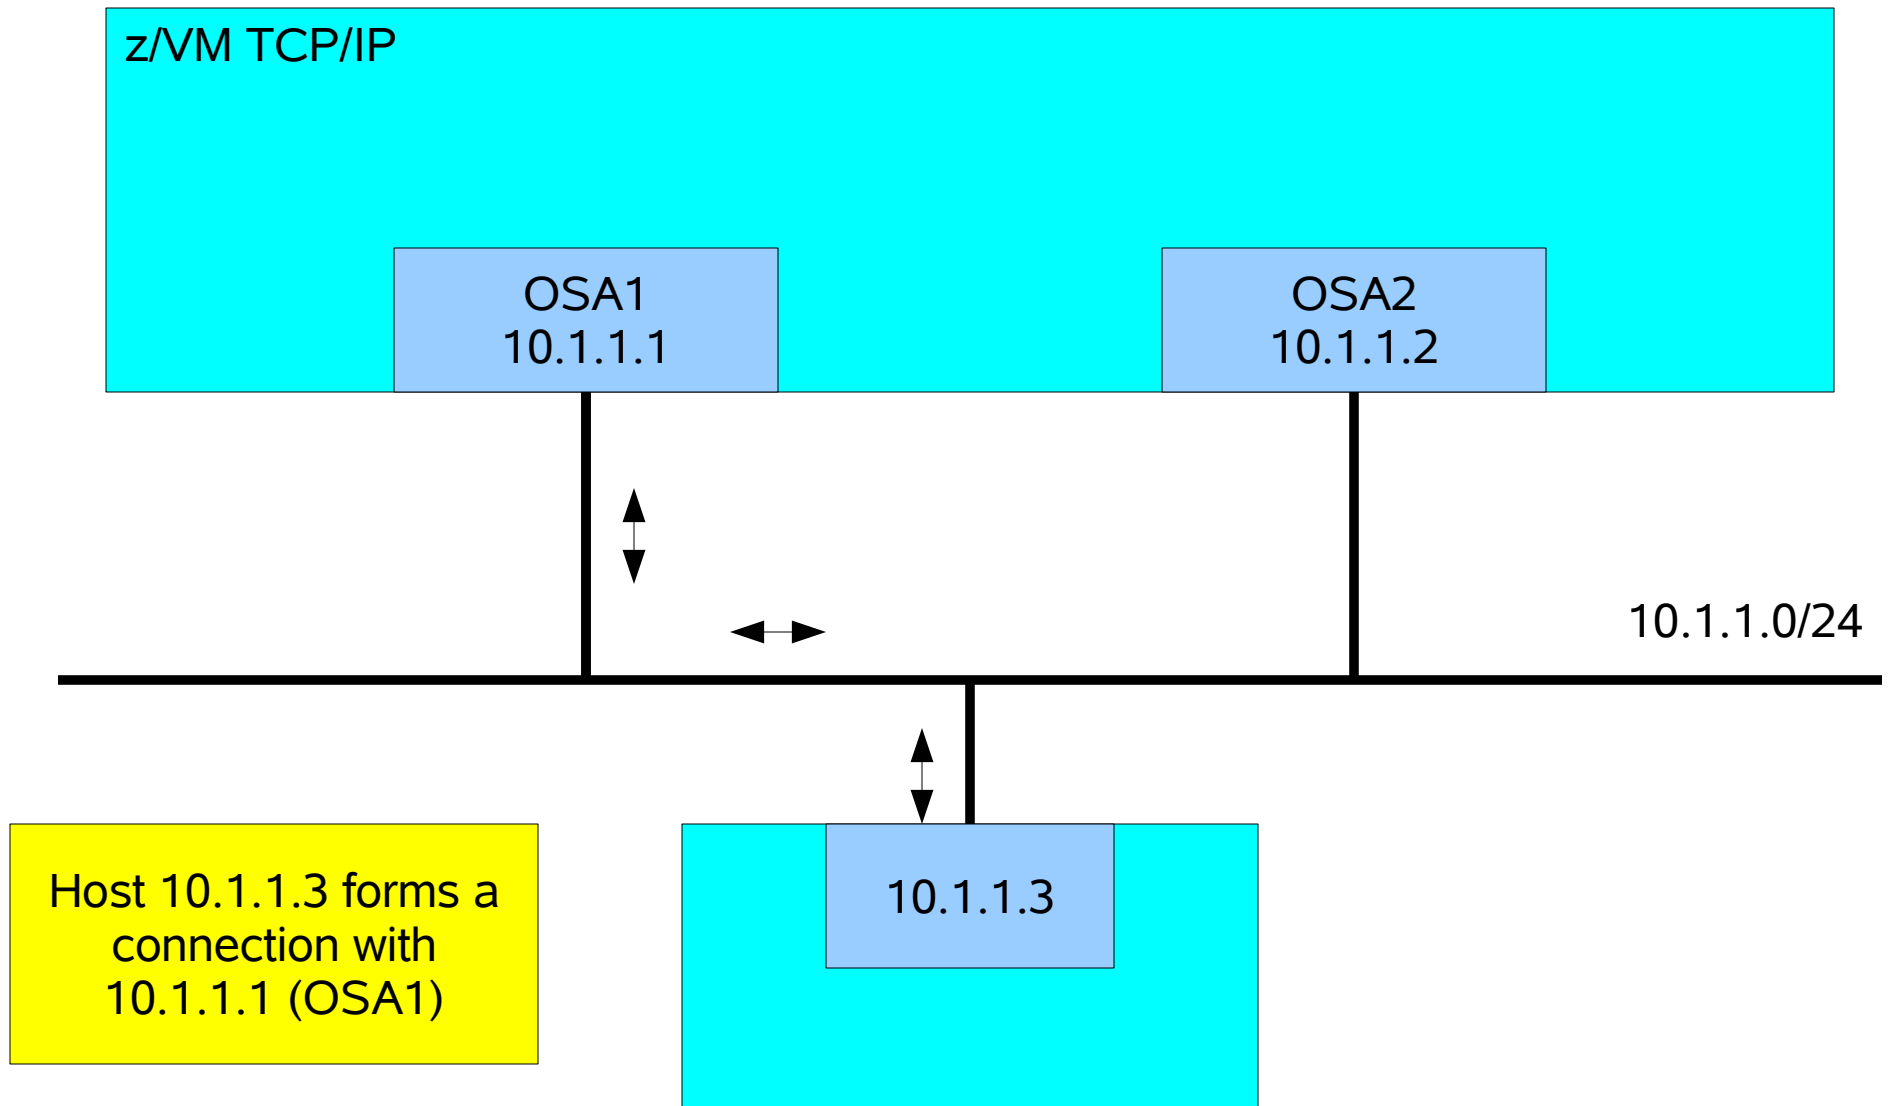 z/VM TCP/IP
OSA1
10.1.1.1
OSA2
10.1.1.2
10.1.1.0/24
Host 10.1.1.3 forms a
connection with
10.1.1.1 (OSA1)
10.1.1.3